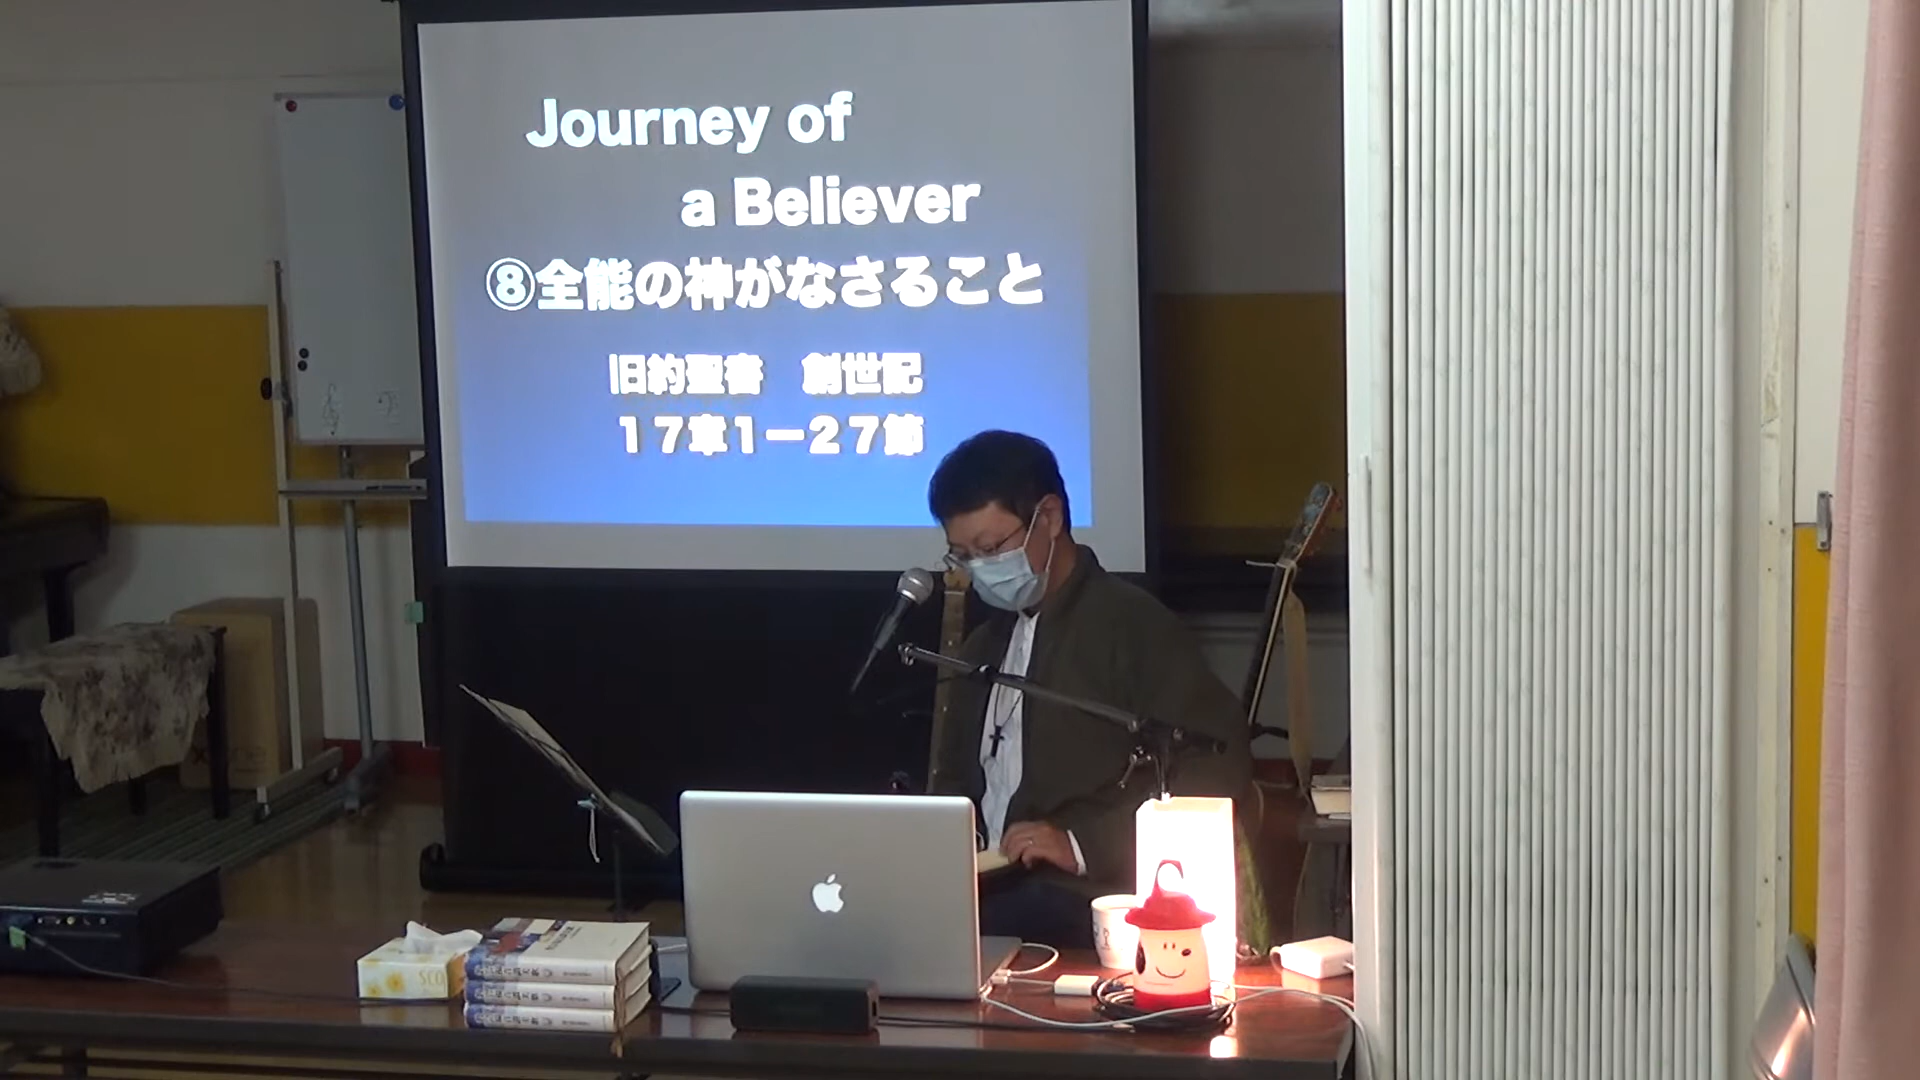 Journey of
a Believer
⑧全能の神がなさること
旧約聖書　創世記
１７章１－２７節